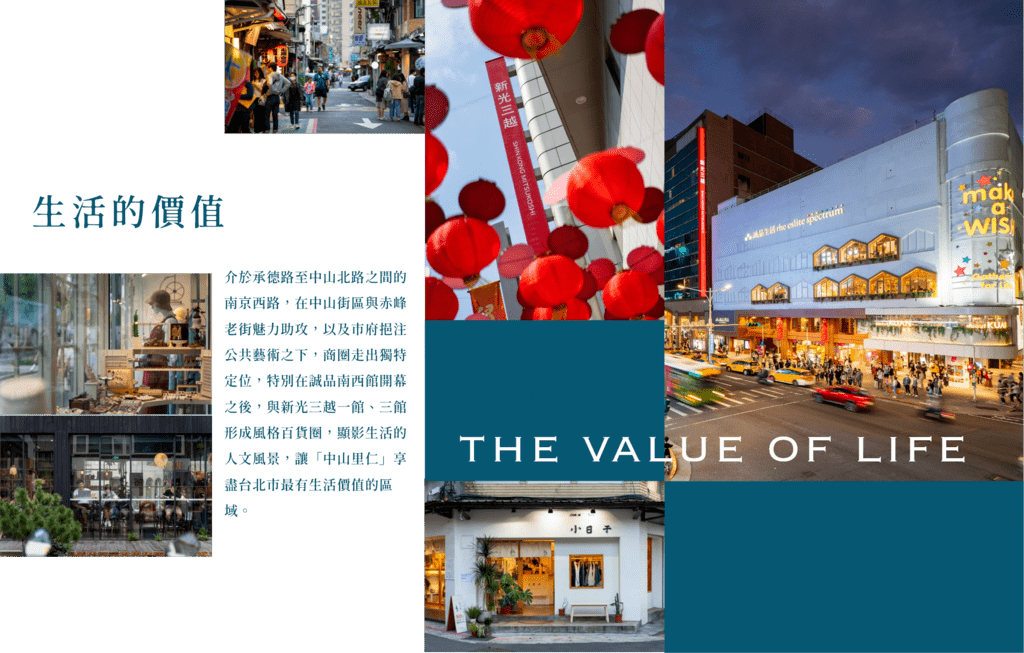 生活的價值
介於承德路至中山北路之間的
南京西路，在中山街區與赤峰
老街魅力助攻，以及市府挹注
公共藝術之下，商圈走出獨特
定位，特別在誠品南西館開幕
之後，與新光三越一館、三館
形成風格百貨圈，顯影生活的
人文風景，讓「中山里仁」享
盡台北市最有生活價值的區
域。
新光三越 SHIN KONG MITSUKOSHI
誠品生活 the eslite spectrum
make
a
WIS
THE VALUE OF LIFE
小日子